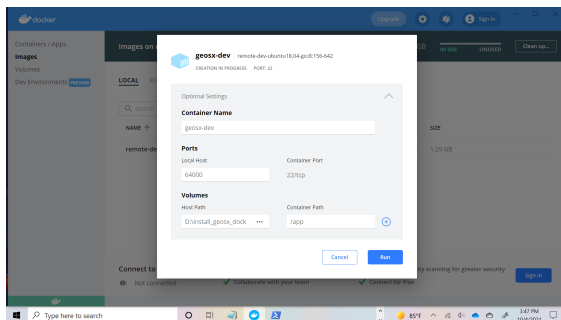 docker
Upgrade
Sign in
Containers / Apps
Images
Volumes
Dev Environments PREVIEW
Images on
GB IN USE UNUSED Clean up...
LOCAL
Search
NAME
SIZE
remote-de
1.29 GB
geosx-dev remote-dev-ubuntu18.04-gcc8:156-642
CREATION IN PROGRESS PORT: 22
Optional Settings
Container Name
geosx-dev
Ports
Local Host Container Port
64000 22/tcp
Volumes
Host Path Container Path
D:\install_geosx_dock ... /app
Cancel Run
Connect to
ity scanning for greater security
Not connected
Collaborate with your team
Connect for free
Sign in
Type here to search
85°F
3:47 PM